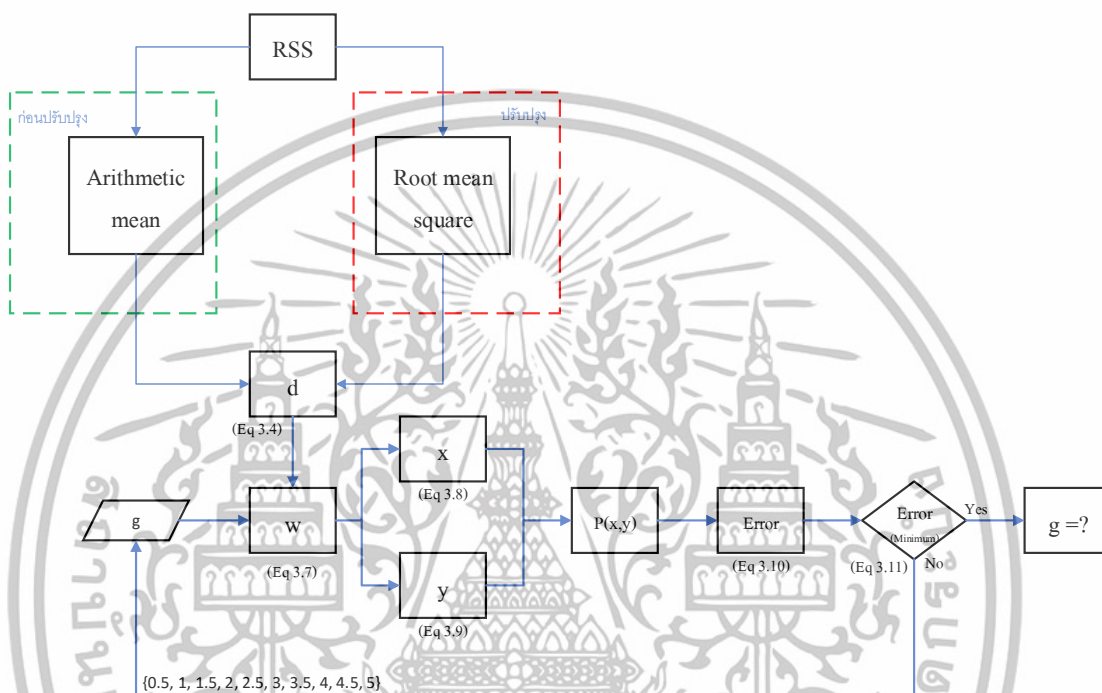 RSS
ก่อนปรับปรุง
ปรับปรุง
Arithmetic
mean
Root mean
square
d
(Eq 3.4)
x
(Eq 3.8)
g
w
(Eq 3.7)
P(x,y)
Error
(Eq 3.10)
Error
(Minimum)
(Eq 3.11)
Yes
No
g =?
y
(Eq 3.9)
{0.5, 1, 1.5, 2, 2.5, 3, 3.5, 4, 4.5, 5}